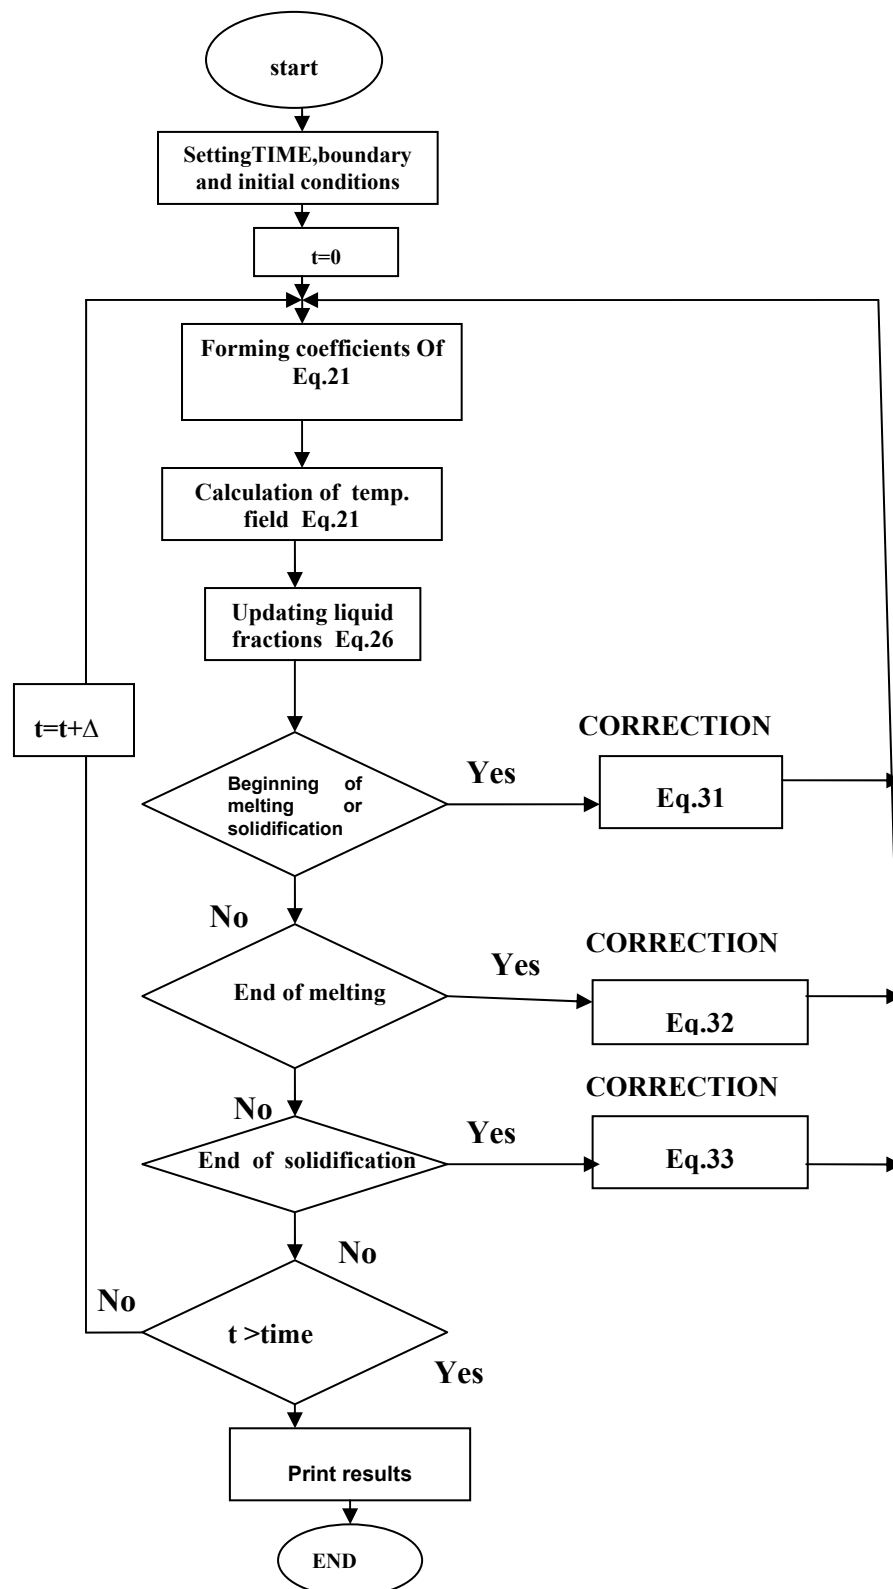 start
SettingTIME,boundary
and initial conditions
t=0
Forming coefficients Of
Eq.21
Calculation of temp.
field Eq.21
Updating liquid
fractions Eq.26
t=t+Δ
CORRECTION
Beginning of
melting or
solidification
Yes
Eq.31
No
CORRECTION
End of melting
Yes
Eq.32
CORRECTION
No
End of solidification
Yes
Eq.33
No
No
t >time
Yes
Print results
END